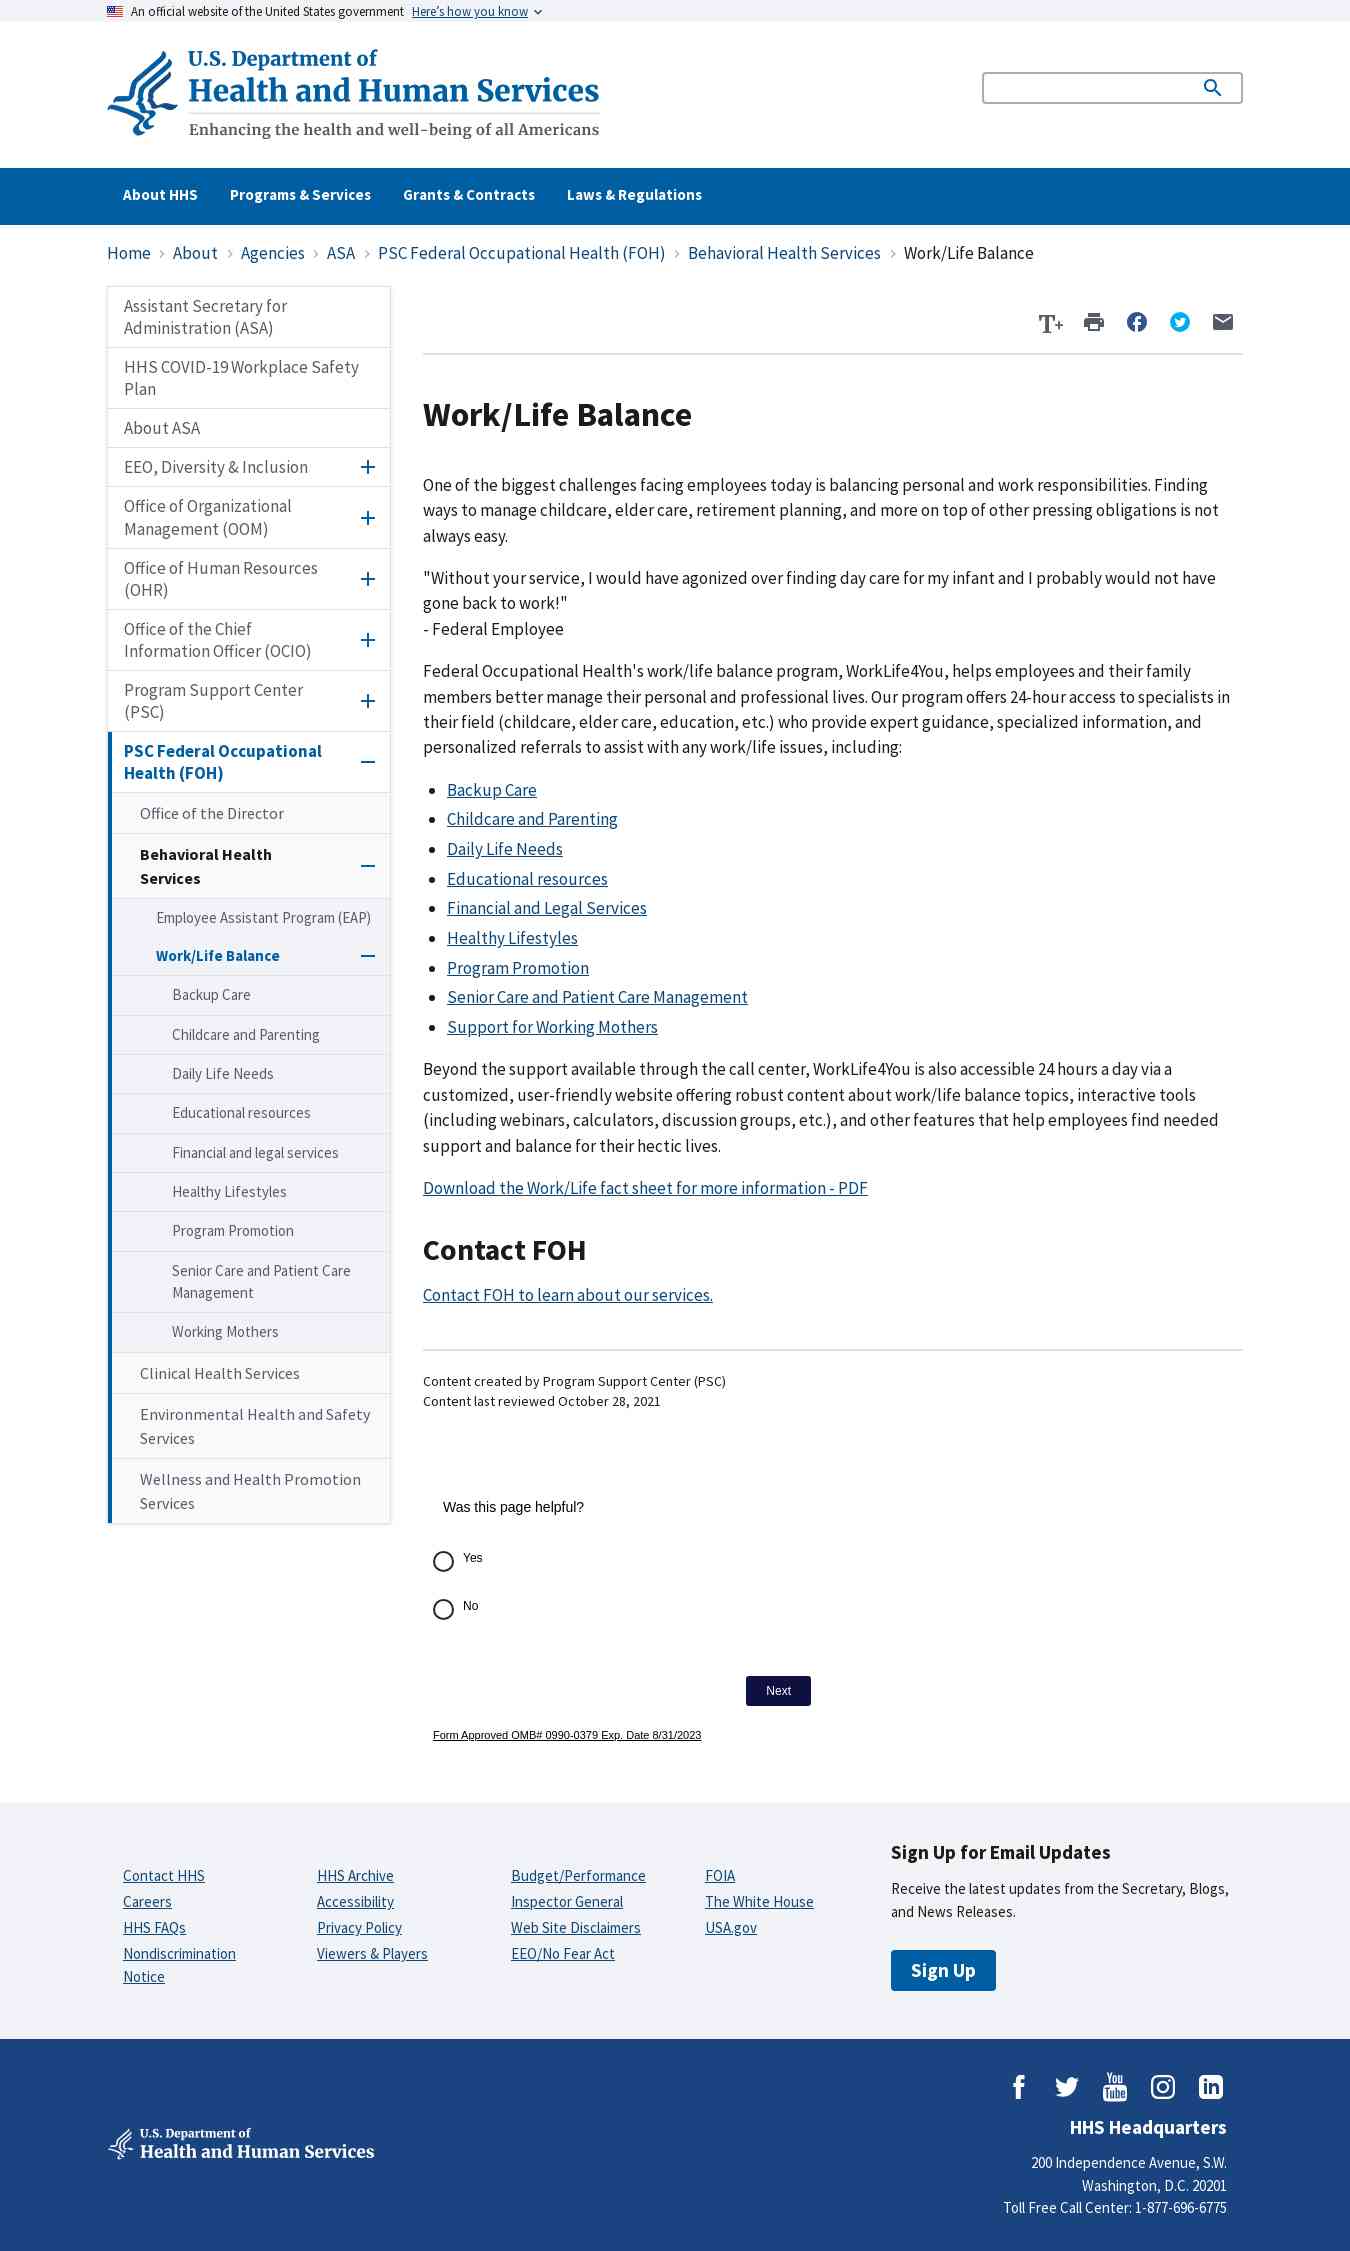 An official website of the United States government Here's how you know
U.S. Department of
Health and Human Services
Enhancing the health and well-being of all Americans
About HHS Programs & Services Grants & Contracts Laws & Regulations
Home About Agencies ASA PSC Federal Occupational Health (FOH) Behavioral Health Services Work/Life Balance
Assistant Secretary for
Administration (ASA)
HHS COVID-19 Workplace Safety
Plan
About ASA
EEO, Diversity & Inclusion
Office of Organizational
Management (OOM)
Office of Human Resources
(OHR)
Office of the Chief
Information Officer (OCIO)
Program Support Center
(PSC)
PSC Federal Occupational
Health (FOH)
Office of the Director
Behavioral Health
Services
Employee Assistant Program (EAP)
Work/Life Balance
Backup Care
Childcare and Parenting
Daily Life Needs
Educational resources
Financial and legal services
Healthy Lifestyles
Program Promotion
Senior Care and Patient Care
Management
Working Mothers
Clinical Health Services
Environmental Health and Safety
Services
Wellness and Health Promotion
Services
T+
Work/Life Balance
One of the biggest challenges facing employees today is balancing personal and work responsibilities. Finding
ways to manage childcare, elder care, retirement planning, and more on top of other pressing obligations is not
always easy.
"Without your service, I would have agonized over finding day care for my infant and I probably would not have
gone back to work!"
- Federal Employee
Federal Occupational Health's work/life balance program, WorkLife4You, helps employees and their family
members better manage their personal and professional lives. Our program offers 24-hour access to specialists in
their field (childcare, elder care, education, etc.) who provide expert guidance, specialized information, and
personalized referrals to assist with any work/life issues, including:
Backup Care
Childcare and Parenting
Daily Life Needs
Educational resources
Financial and Legal Services
Healthy Lifestyles
Program Promotion
Senior Care and Patient Care Management
Support for Working Mothers
Beyond the support available through the call center, WorkLife4You is also accessible 24 hours a day via a
customized, user-friendly website offering robust content about work/life balance topics, interactive tools
(including webinars, calculators, discussion groups, etc.), and other features that help employees find needed
support and balance for their hectic lives.
Download the Work/Life fact sheet for more information - PDF
Contact FOH
Contact FOH to learn about our services.
Content created by Program Support Center (PSC)
Content last reviewed October 28, 2021
Was this page helpful?
Yes
No
Next
Form Approved OMB# 0990-0379 Exp. Date 8/31/2023
Contact HHS
Careers
HHS FAQs
Nondiscrimination
Notice
HHS Archive
Accessibility
Privacy Policy
Viewers & Players
Budget/Performance
Inspector General
Web Site Disclaimers
EEO/No Fear Act
FOIA
The White House
USA.gov
Sign Up for Email Updates
Receive the latest updates from the Secretary, Blogs,
and News Releases.
Sign Up
You
Tube
U.S. Department of
Health and Human Services
HHS Headquarters
200 Independence Avenue, S.W.
Washington, D.C. 20201
Toll Free Call Center: 1-877-696-6775